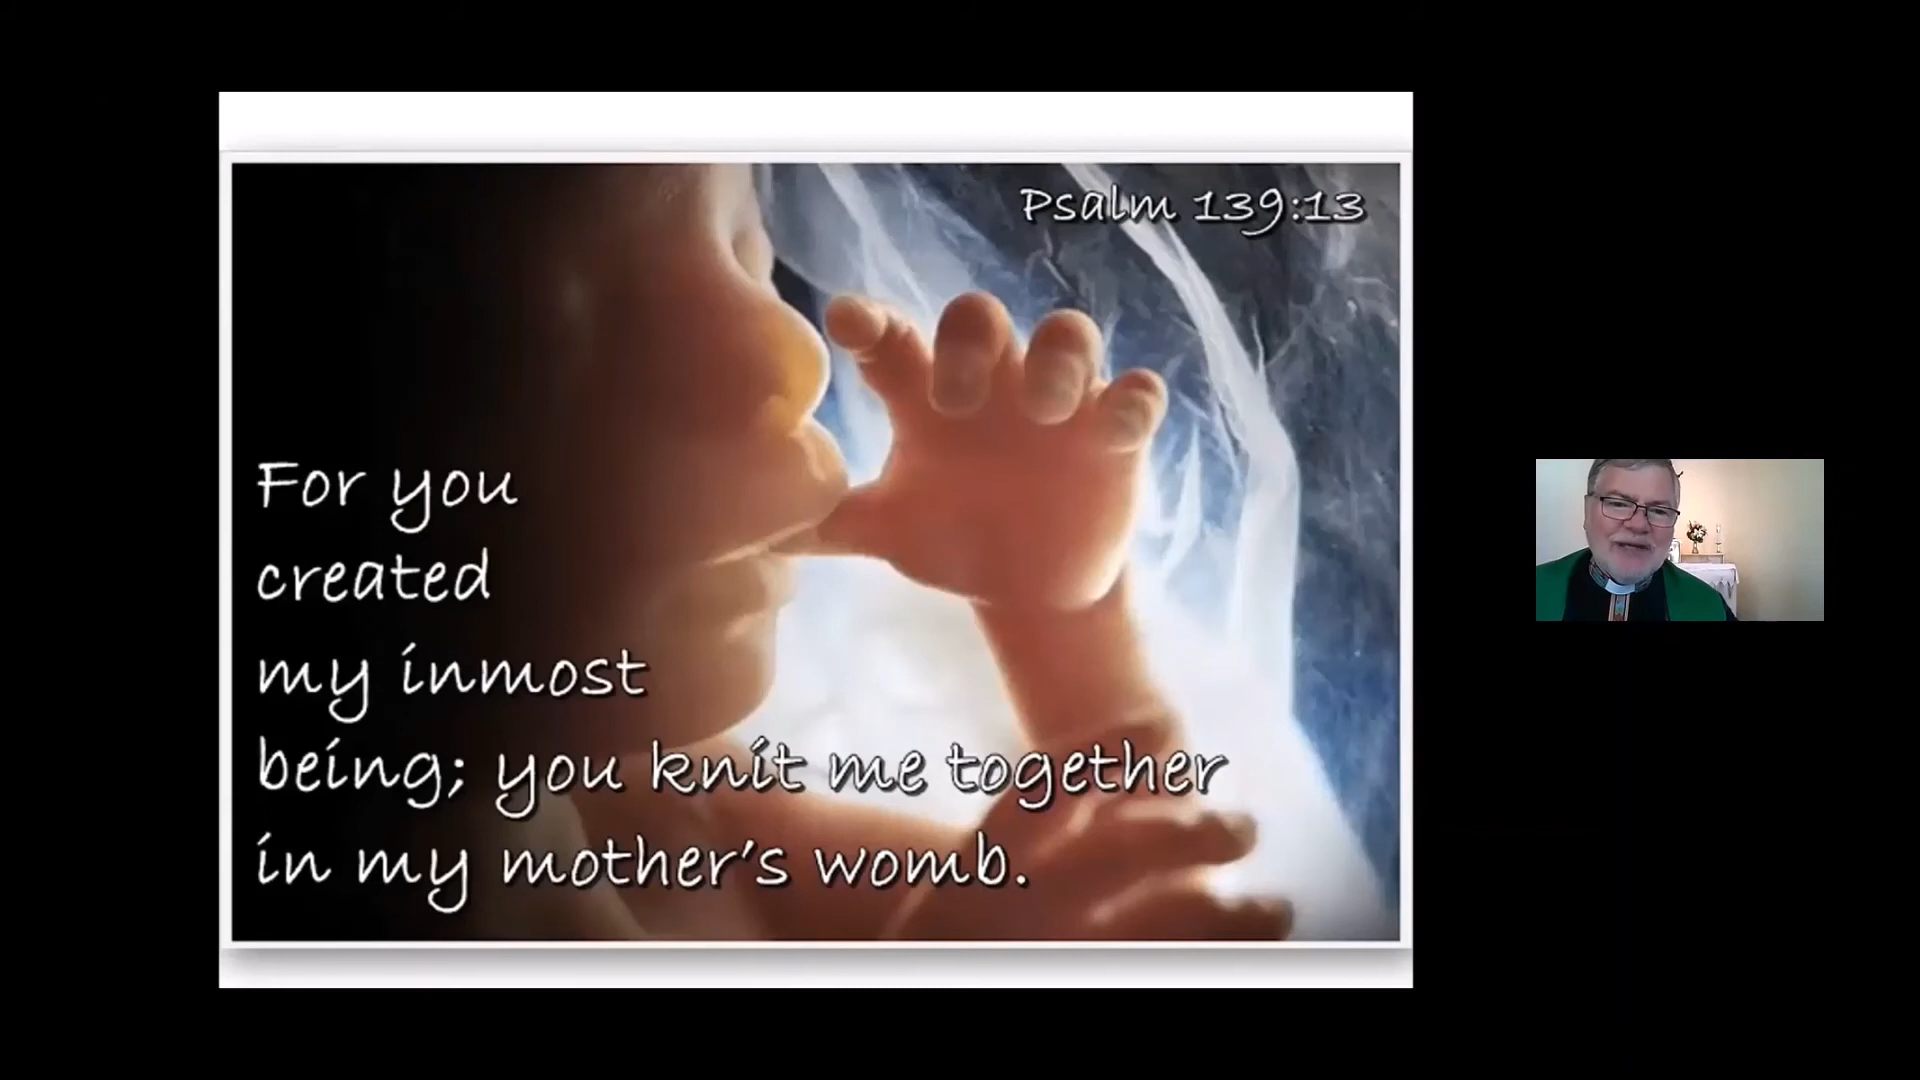 Psalm 139:13
For you
created
my inmost
being; you knit me together
in my mother's womb.